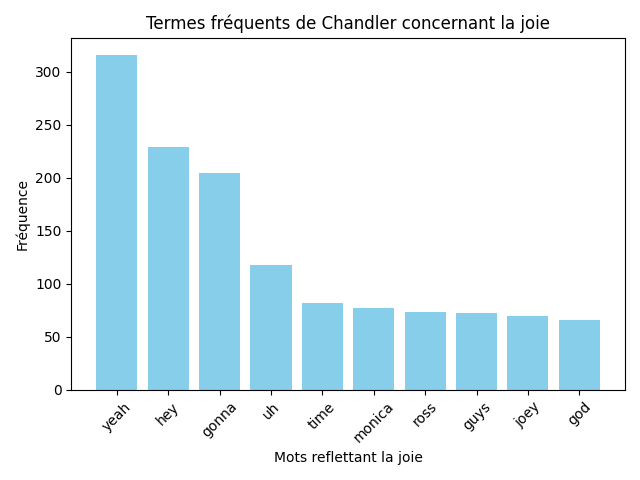 Termes fréquents de Chandler concernant la joie
Fréquence
300
250
200
150
100
50
0
yeah
hey
gonna
uh
time
monica
ross
guys
joey
god
Mots reflettant la joie